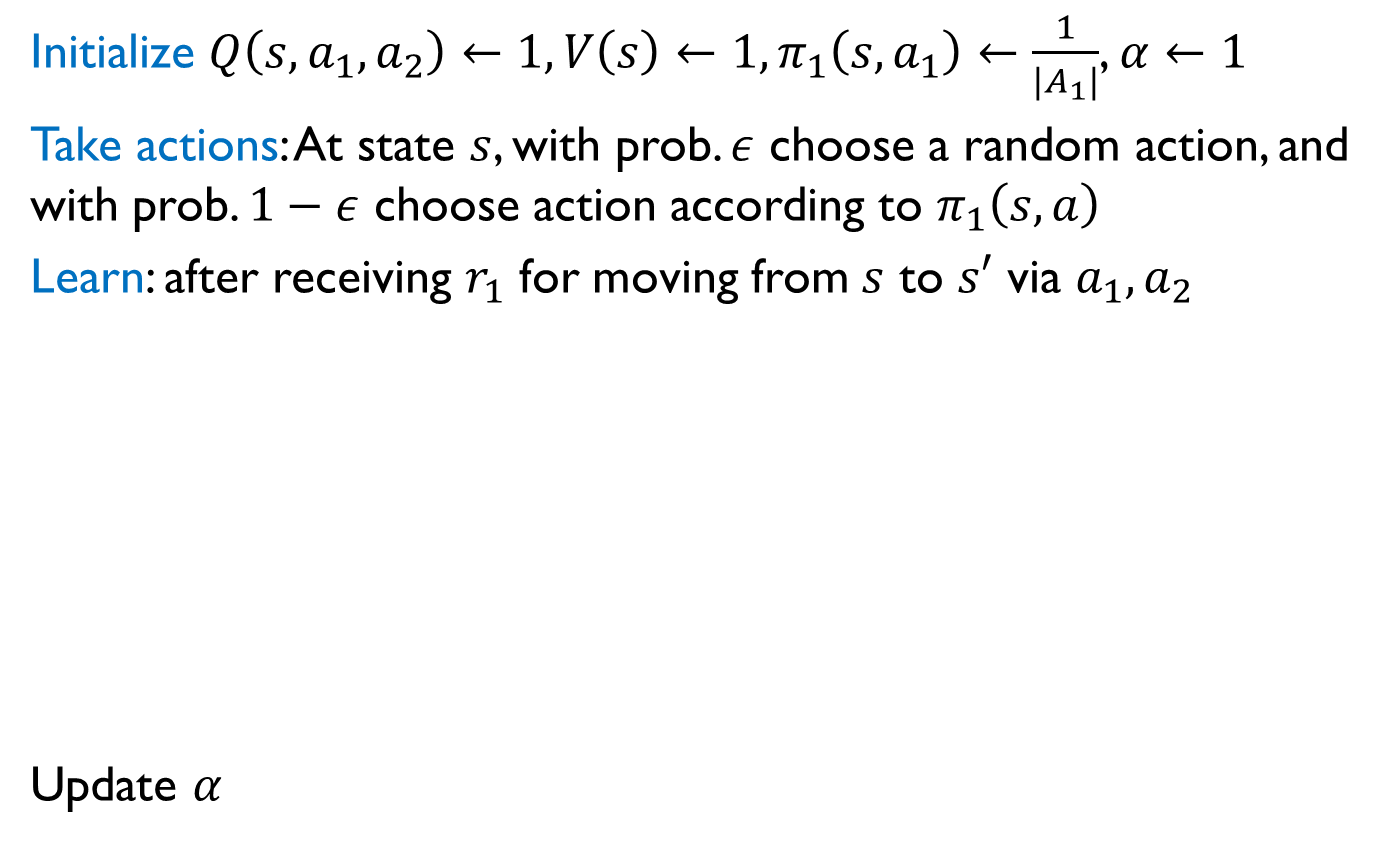 Initialize 𝑄(𝑠, 𝑎₁, 𝑎₂) ← 1, 𝑉(𝑠) ← 1, 𝜋₁(𝑠, 𝑎₁) ← 1/|𝐴₁|, 𝛼 ← 1
Take actions: At state 𝑠, with prob. 𝜖 choose a random action, and
with prob. 1 − 𝜖 choose action according to 𝜋₁(𝑠, 𝑎)
Learn: after receiving 𝑟₁ for moving from 𝑠 to 𝑠′ via 𝑎₁, 𝑎₂
Update 𝛼